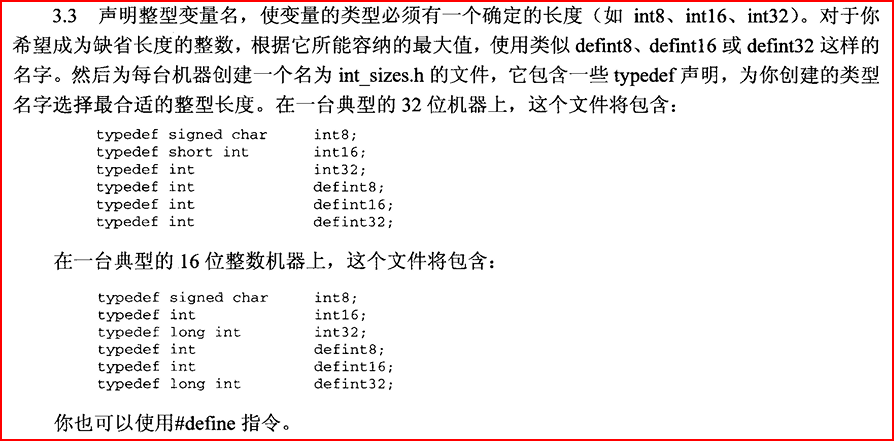 3.3 声明整型变量名，使变量的类型必须有一个确定的长度（如 int8、int16、int32）。对于你
希望成为缺省长度的整数，根据它所能容纳的最大值，使用类似 defint8、defint16 或 defint32 这样的
名字。然后为每台机器创建一个名为 int_sizes.h 的文件，它包含一些 typedef 声明，为你创建的类型
名字选择最合适的整型长度。在一台典型的 32 位机器上，这个文件将包含：
typedef signed char int8;
typedef short int int16;
typedef int int32;
typedef int defint8;
typedef int defint16;
typedef int defint32;
在一台典型的 16 位整数机器上，这个文件将包含：
typedef signed char int8;
typedef int int16;
typedef long int int32;
typedef int defint8;
typedef int defint16;
typedef long int defint32;
你也可以使用#define 指令。